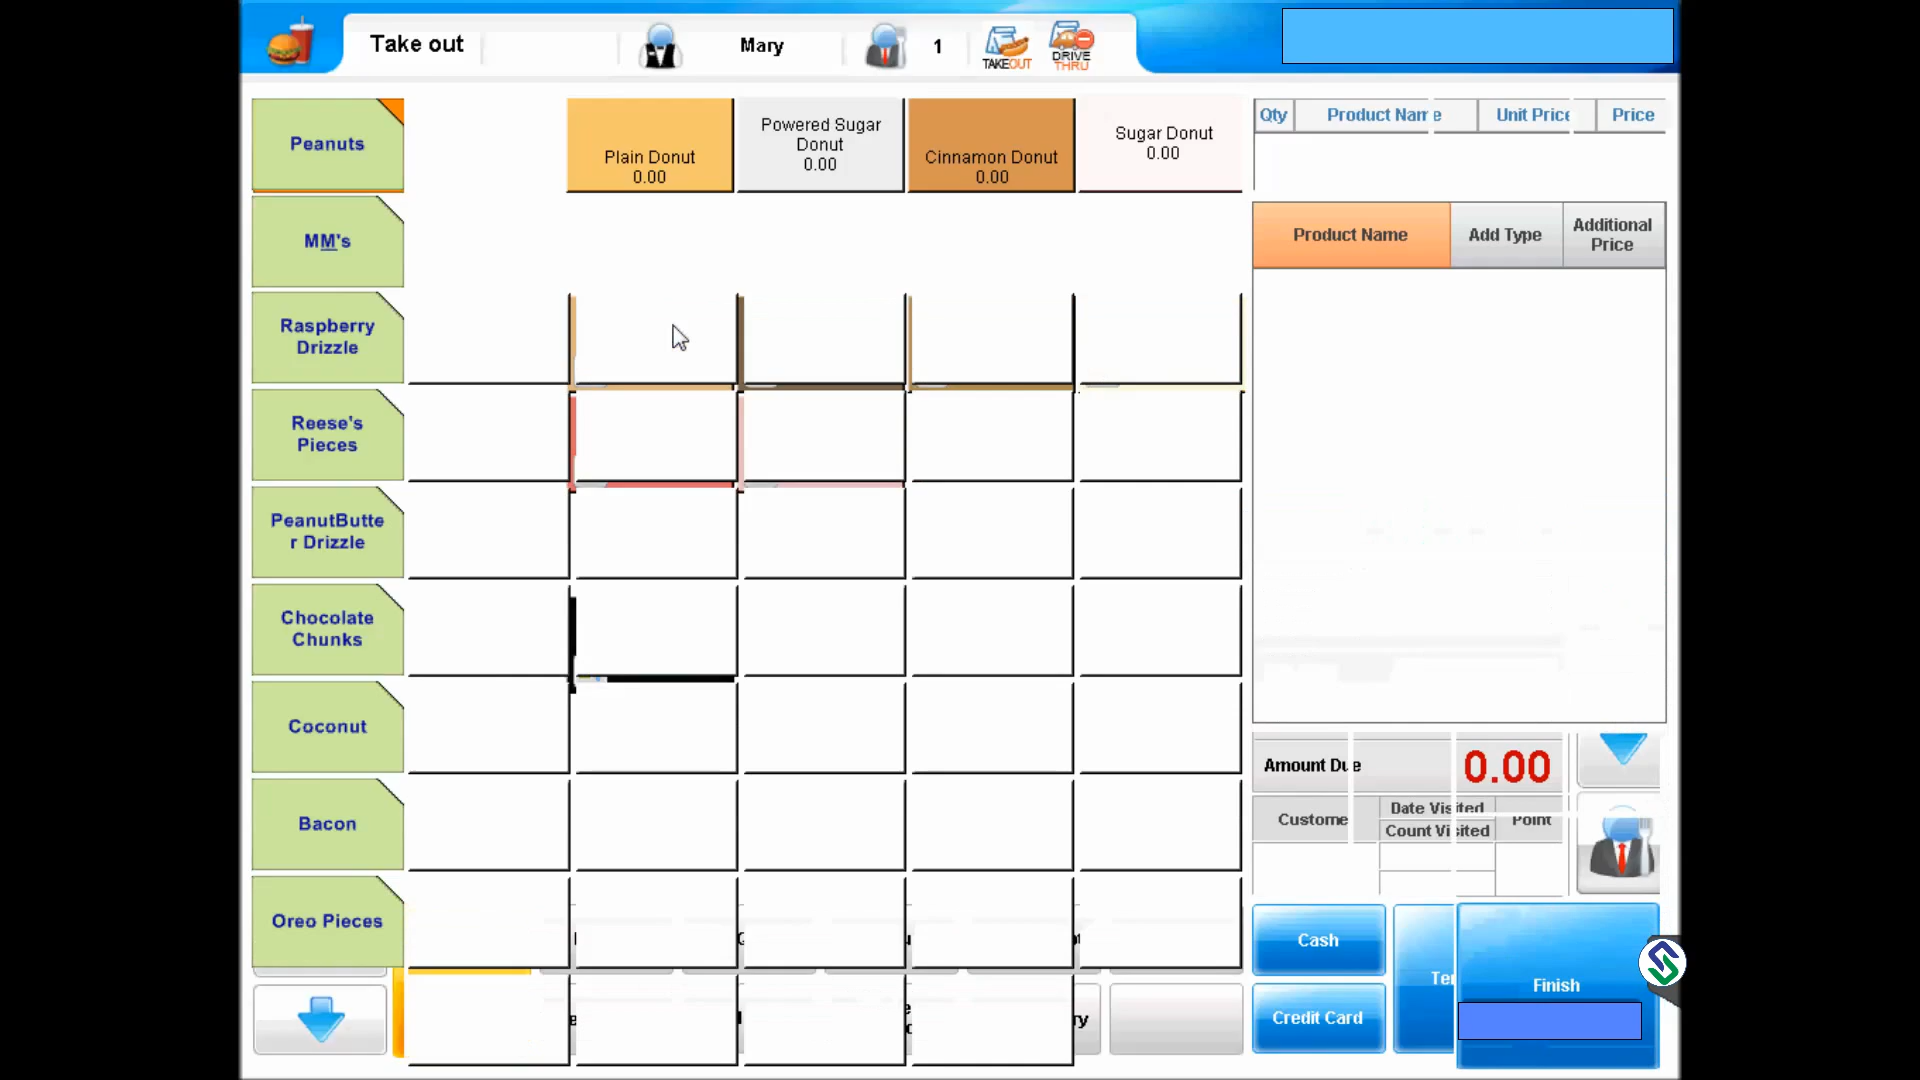 Take out
Mary
1
TAKEOUT
DRIVE
THRU
Peanuts
MM's
Raspberry
Drizzle
Reese's
Pieces
PeanutButte
r Drizzle
Chocolate
Chunks
Coconut
Bacon
Oreo Pieces
Plain Donut
0.00
Powered Sugar
Donut
0.00
Cinnamon Donut
0.00
Sugar Donut
0.00
Qty
Product Name
Unit Price
Price
Product Name
Add Type
Additional
Price
Amount Due
0.00
Custome
Date Visited
Count Visited
Point
Cash
Credit Card
Finish